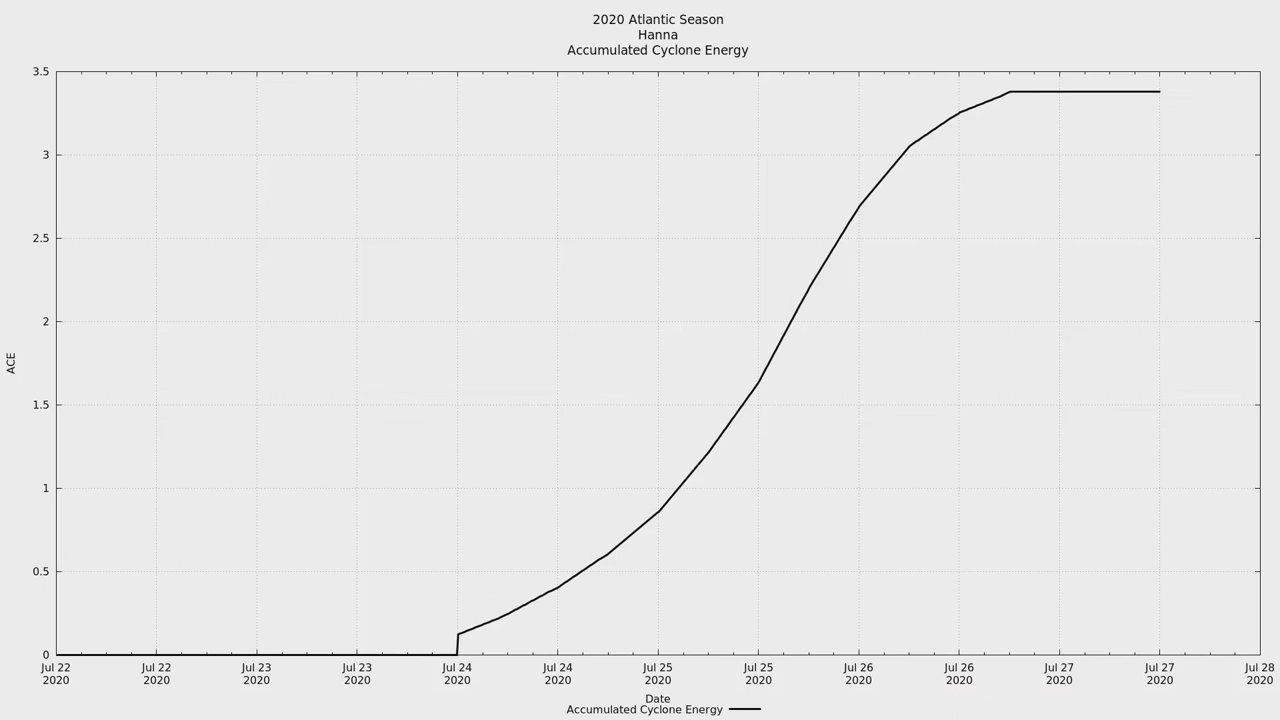 2020 Atlantic Season
Hanna
Accumulated Cyclone Energy
3.5
3
2.5
2
1.5
1
0.5
0
ACE
Jul 22 Jul 22 Jul 23 Jul 23 Jul 24 Jul 24 Jul 25 Jul 25 Jul 26 Jul 26 Jul 27 Jul 27 Jul 28
2020 2020 2020 2020 2020 2020 2020 2020 2020 2020 2020 2020 2020
Date
Accumulated Cyclone Energy